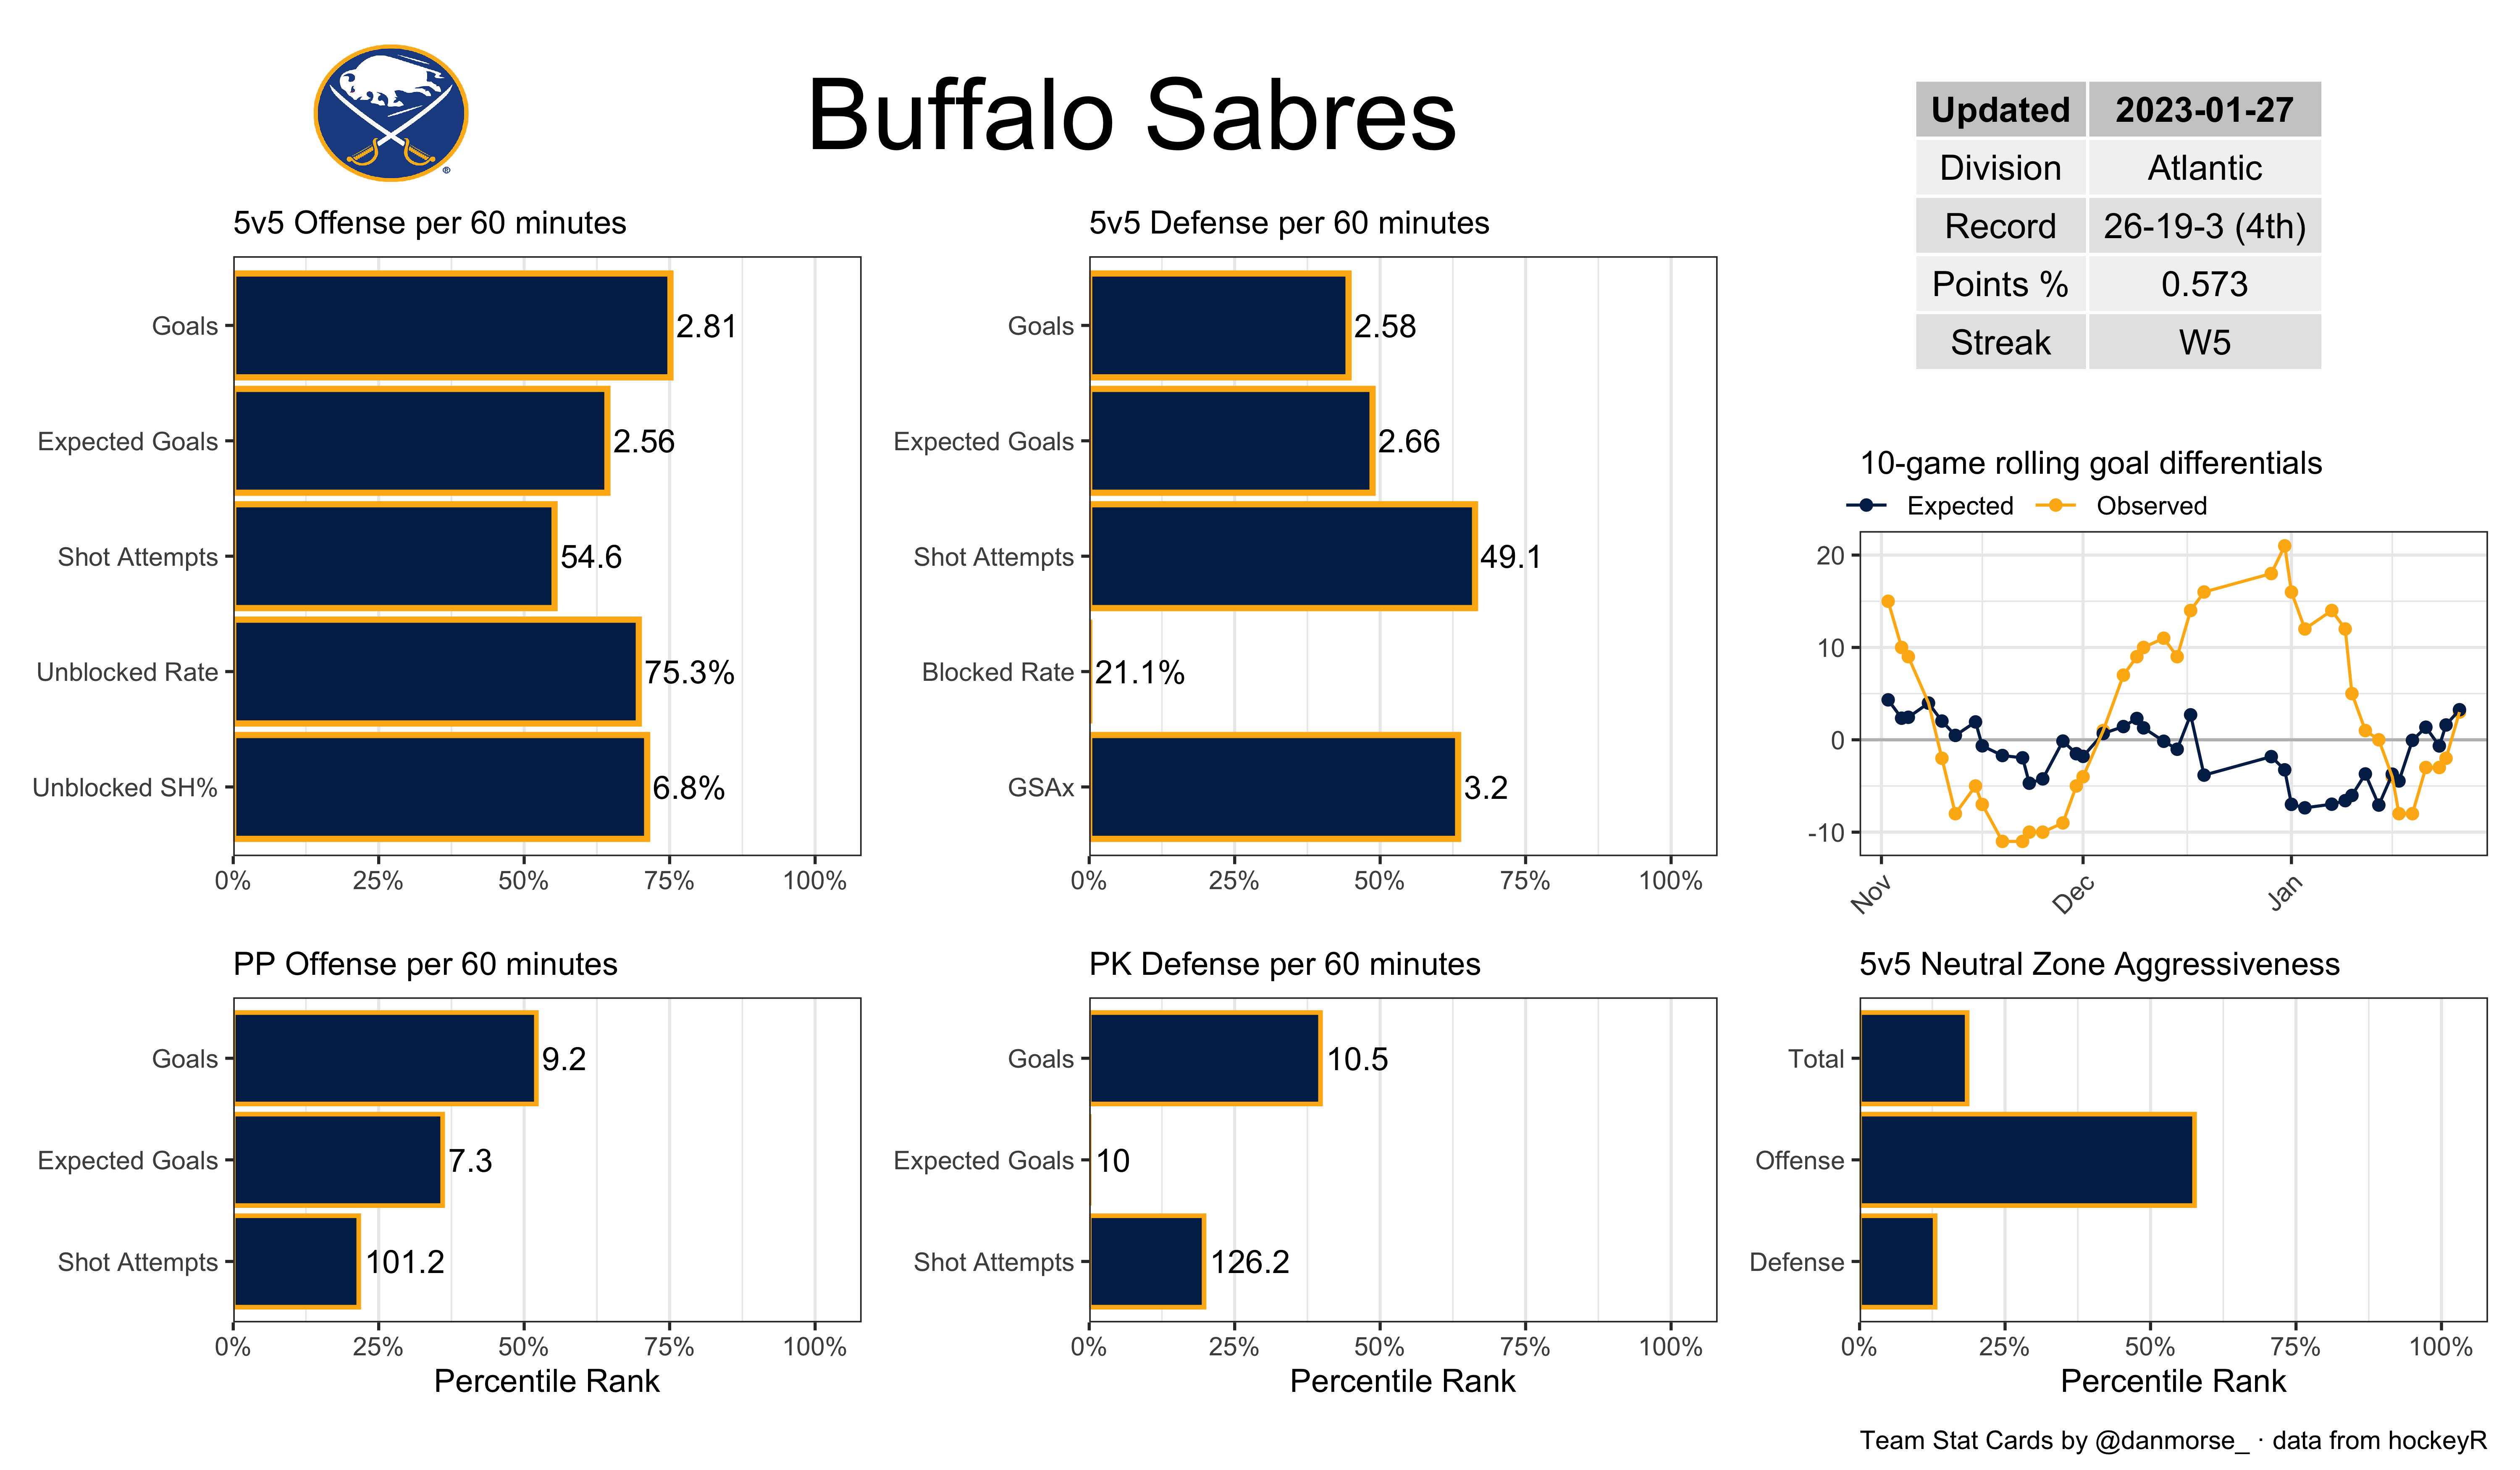 Buffalo Sabres
Updated 2023-01-27
Division Atlantic
Record 26-19-3 (4th)
Points % 0.573
Streak W5
5v5 Offense per 60 minutes
Goals 2.81
Expected Goals 2.56
Shot Attempts 54.6
Unblocked Rate 75.3%
Unblocked SH% 6.8%
0% 25% 50% 75% 100%
5v5 Defense per 60 minutes
Goals 2.58
Expected Goals 2.66
Shot Attempts 49.1
Blocked Rate 21.1%
GSAx 3.2
0% 25% 50% 75% 100%
10-game rolling goal differentials
Expected Observed
20
10
0
-10
Nov Dec Jan
PP Offense per 60 minutes
Goals 9.2
Expected Goals 7.3
Shot Attempts 101.2
0% 25% 50% 75% 100%
Percentile Rank
PK Defense per 60 minutes
Goals 10.5
Expected Goals 10
Shot Attempts 126.2
0% 25% 50% 75% 100%
Percentile Rank
5v5 Neutral Zone Aggressiveness
Total
Offense
Defense
0% 25% 50% 75% 100%
Percentile Rank
Team Stat Cards by @danmorse_ · data from hockeyR